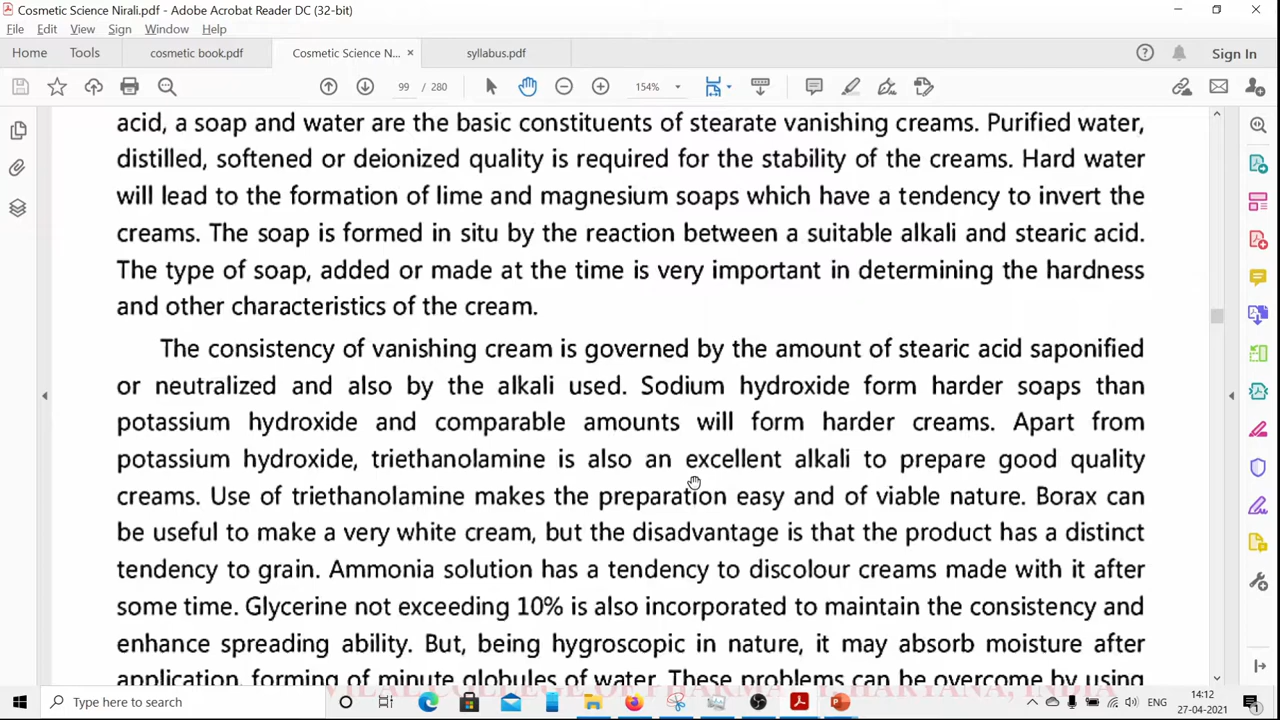 Cosmetic Science Nirali.pdf - Adobe Acrobat Reader DC (32-bit)
File Edit View Sign Window Help
Home Tools cosmetic book.pdf Cosmetic Science N... × syllabus.pdf Sign In
99 / 280 154%
acid, a soap and water are the basic constituents of stearate vanishing creams. Purified water,
distilled, softened or deionized quality is required for the stability of the creams. Hard water
will lead to the formation of lime and magnesium soaps which have a tendency to invert the
creams. The soap is formed in situ by the reaction between a suitable alkali and stearic acid.
The type of soap, added or made at the time is very important in determining the hardness
and other characteristics of the cream.
The consistency of vanishing cream is governed by the amount of stearic acid saponified
or neutralized and also by the alkali used. Sodium hydroxide form harder soaps than
potassium hydroxide and comparable amounts will form harder creams. Apart from
potassium hydroxide, triethanolamine is also an excellent alkali to prepare good quality
creams. Use of triethanolamine makes the preparation easy and of viable nature. Borax can
be useful to make a very white cream, but the disadvantage is that the product has a distinct
tendency to grain. Ammonia solution has a tendency to discolour creams made with it after
some time. Glycerine not exceeding 10% is also incorporated to maintain the consistency and
enhance spreading ability. But, being hygroscopic in nature, it may absorb moisture after
application, forming of minute globules of water. These problems can be overcome by using
Type here to search ENG 14:12
27-04-2021